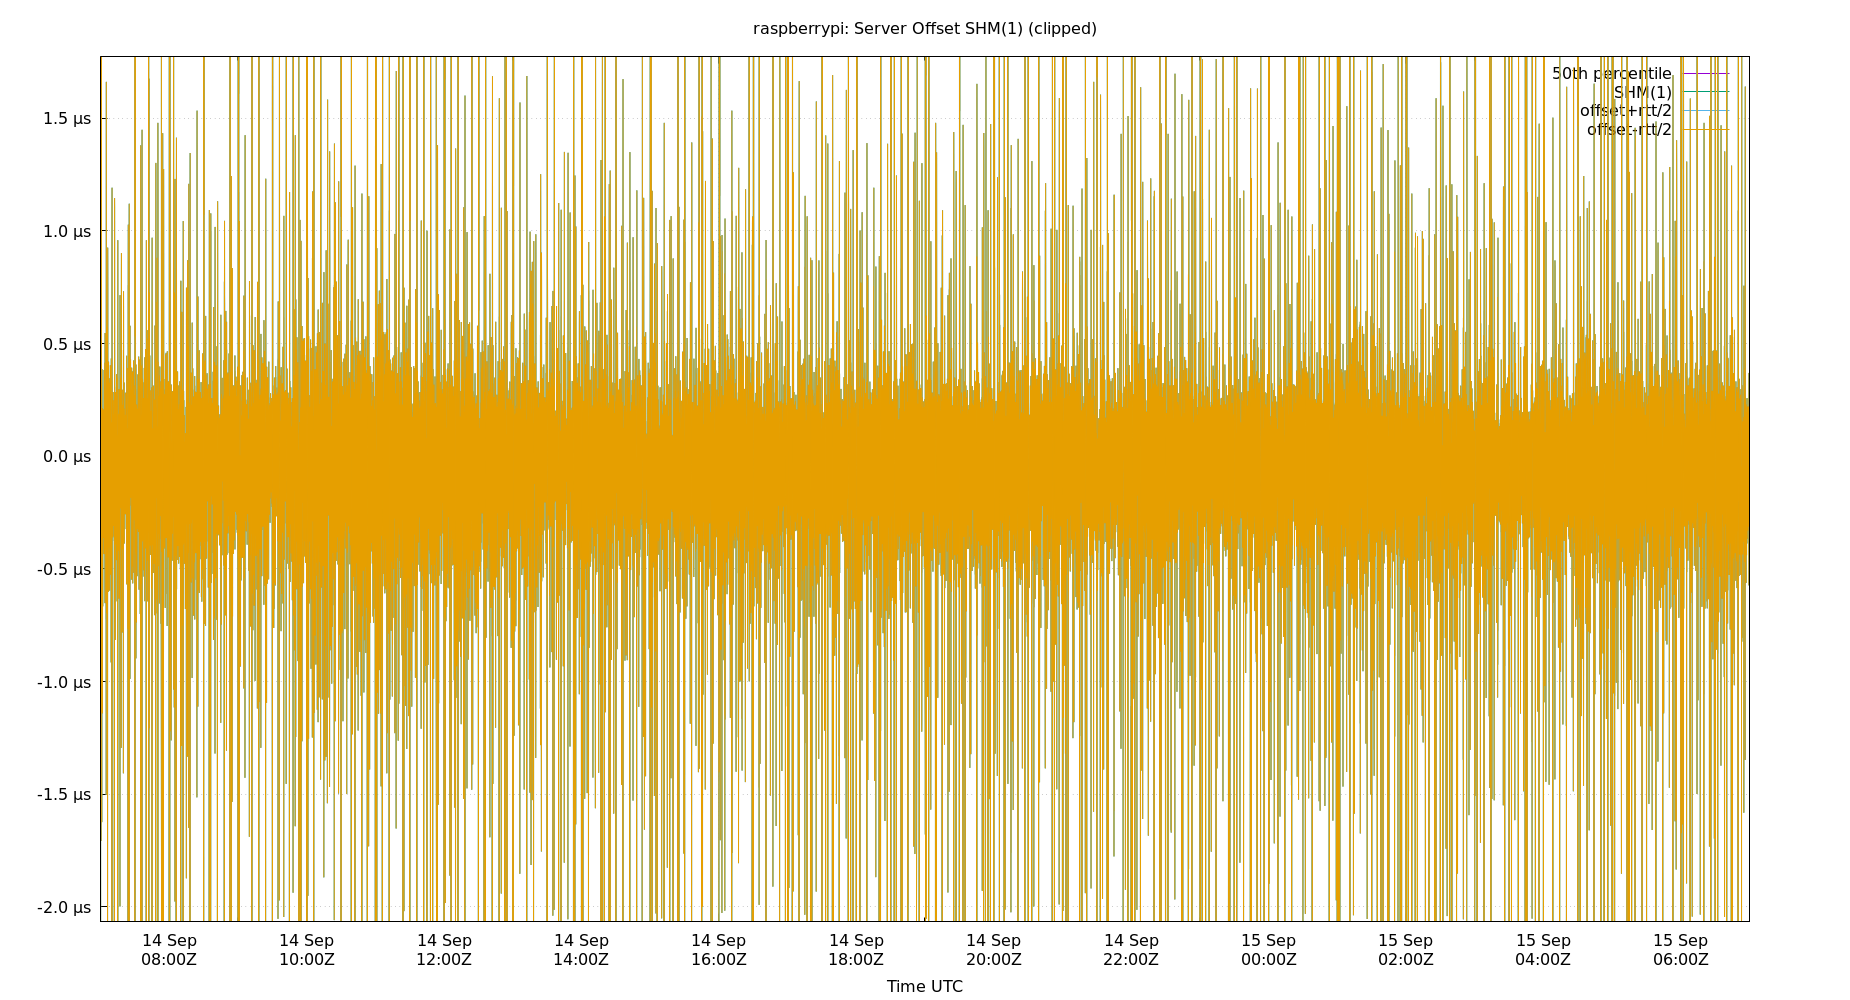 raspberrypi: Server Offset SHM(1) (clipped)
50th percentile
SHM(1)
offset+rtt/2
offset-rtt/2
1.5 µs
1.0 µs
0.5 µs
0.0 µs
-0.5 µs
-1.0 µs
-1.5 µs
-2.0 µs
14 Sep 14 Sep 14 Sep 14 Sep 14 Sep 14 Sep 14 Sep 14 Sep 15 Sep 15 Sep 15 Sep 15 Sep
08:00Z 10:00Z 12:00Z 14:00Z 16:00Z 18:00Z 20:00Z 22:00Z 00:00Z 02:00Z 04:00Z 06:00Z
Time UTC